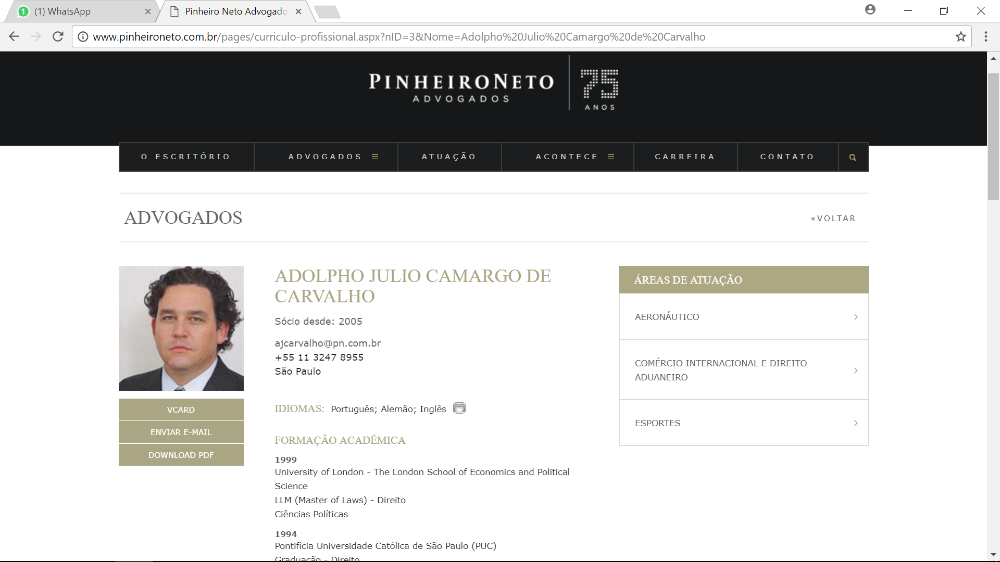 (1) WhatsApp
Pinheiro Neto Advogado
www.pinheironeto.com.br/pages/curriculo-profissional.aspx?nID=3&Nome=Adolpho%20Julio%20Camargo%20de%20Carvalho
PINHEIRONETO
ADVOGADOS
75
ANOS
O ESCRITÓRIO
ADVOGADOS
ATUAÇÃO
ACONTECE
CARREIRA
CONTATO
ADVOGADOS
«VOLTAR
ADOLPHO JULIO CAMARGO DE
CARVALHO
Sócio desde: 2005
ajcarvalho@pn.com.br
+55 11 3247 8955
São Paulo
VCARD
ENVIAR E-MAIL
DOWNLOAD PDF
IDIOMAS: Português; Alemão; Inglês
FORMAÇÃO ACADÊMICA
1999
University of London - The London School of Economics and Political
Science
LLM (Master of Laws) - Direito
Ciências Políticas
1994
Pontifícia Universidade Católica de São Paulo (PUC)
Graduação - Direito
ÁREAS DE ATUAÇÃO
AERONÁUTICO
COMÉRCIO INTERNACIONAL E DIREITO
ADUANEIRO
ESPORTES